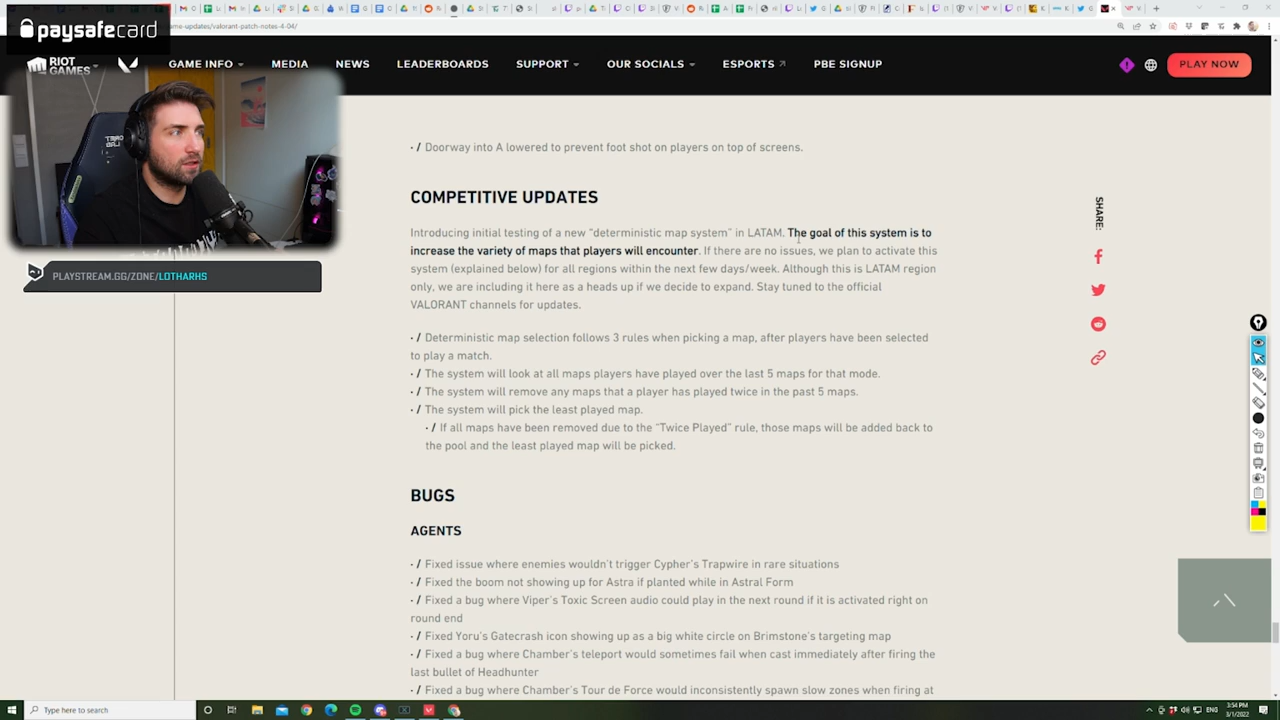 paysafecard
ame-updates/valorant-patch-notes-4-04/
RIOT GAMES
GAME INFO
MEDIA
NEWS
LEADERBOARDS
SUPPORT
OUR SOCIALS
ESPORTS
PBE SIGNUP
PLAY NOW
PLAYSTREAM.GG/ZONE/LOTHARHS
· / Doorway into A lowered to prevent foot shot on players on top of screens.
COMPETITIVE UPDATES
Introducing initial testing of a new “deterministic map system” in LATAM. The goal of this system is to
increase the variety of maps that players will encounter. If there are no issues, we plan to activate this
system (explained below) for all regions within the next few days/week. Although this is LATAM region
only, we are including it here as a heads up if we decide to expand. Stay tuned to the official
VALORANT channels for updates.
· / Deterministic map selection follows 3 rules when picking a map, after players have been selected
to play a match.
· / The system will look at all maps players have played over the last 5 maps for that mode.
· / The system will remove any maps that a player has played twice in the past 5 maps.
· / The system will pick the least played map.
· / If all maps have been removed due to the “Twice Played” rule, those maps will be added back to
the pool and the least played map will be picked.
BUGS
AGENTS
· / Fixed issue where enemies wouldn't trigger Cypher's Trapwire in rare situations
· / Fixed the boom not showing up for Astra if planted while in Astral Form
· / Fixed a bug where Viper's Toxic Screen audio could play in the next round if it is activated right on
round end
· / Fixed Yoru's Gatecrash icon showing up as a big white circle on Brimstone's targeting map
· / Fixed a bug where Chamber's teleport would sometimes fail when cast immediately after firing the
last bullet of Headhunter
· / Fixed a bug where Chamber's Tour de Force would inconsistently spawn slow zones when firing at
SHARE:
Type here to search
ENG
3:54 PM
3/1/2022